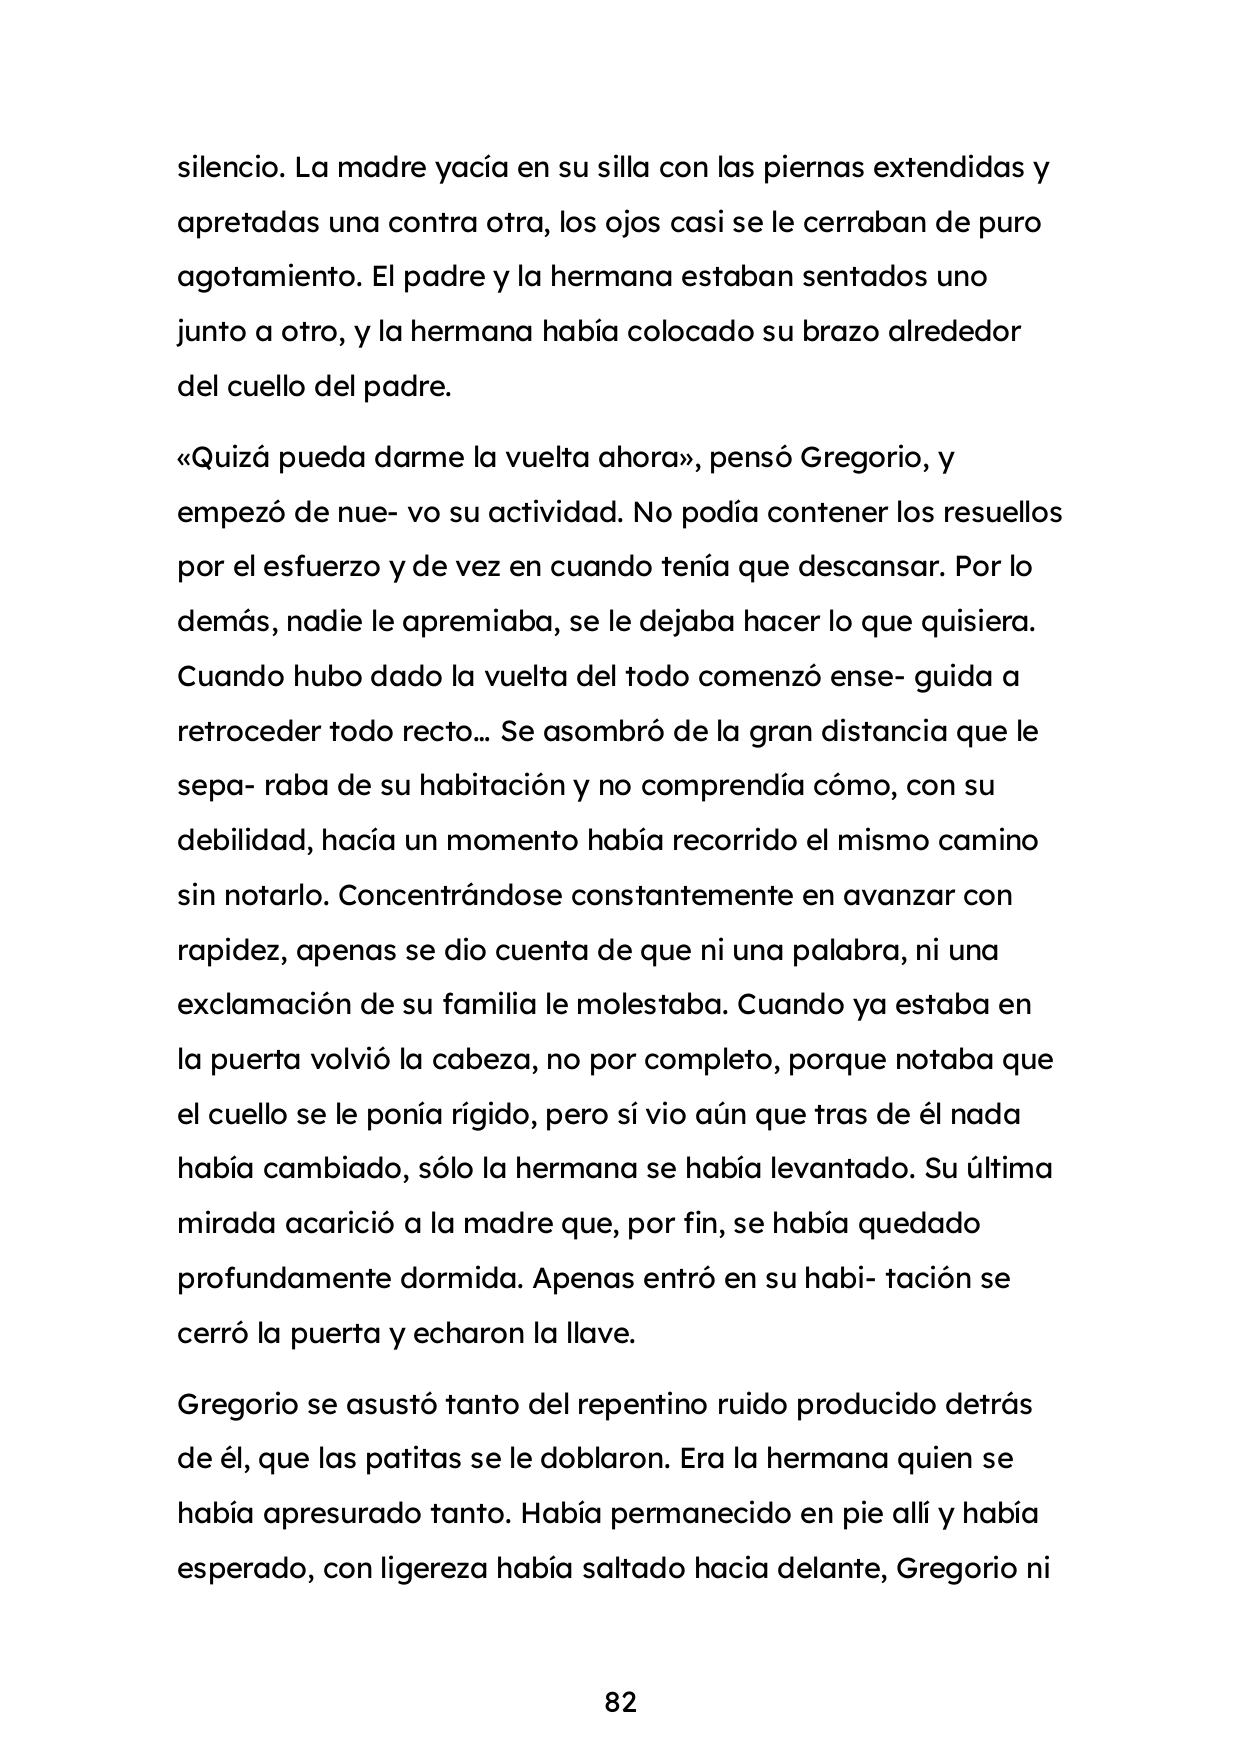 silencio. La madre yacía en su silla con las piernas extendidas y
apretadas una contra otra, los ojos casi se le cerraban de puro
agotamiento. El padre y la hermana estaban sentados uno
junto a otro, y la hermana había colocado su brazo alrededor
del cuello del padre.
«Quizá pueda darme la vuelta ahora», pensó Gregorio, y
empezó de nue- vo su actividad. No podía contener los resuellos
por el esfuerzo y de vez en cuando tenía que descansar. Por lo
demás, nadie le apremiaba, se le dejaba hacer lo que quisiera.
Cuando hubo dado la vuelta del todo comenzó ense- guida a
retroceder todo recto... Se asombró de la gran distancia que le
sepa- raba de su habitación y no comprendía cómo, con su
debilidad, hacía un momento había recorrido el mismo camino
sin notarlo. Concentrándose constantemente en avanzar con
rapidez, apenas se dio cuenta de que ni una palabra, ni una
exclamación de su familia le molestaba. Cuando ya estaba en
la puerta volvió la cabeza, no por completo, porque notaba que
el cuello se le ponía rígido, pero sí vio aún que tras de él nada
había cambiado, sólo la hermana se había levantado. Su última
mirada acarició a la madre que, por fin, se había quedado
profundamente dormida. Apenas entró en su habi- tación se
cerró la puerta y echaron la llave.
Gregorio se asustó tanto del repentino ruido producido detrás
de él, que las patitas se le doblaron. Era la hermana quien se
había apresurado tanto. Había permanecido en pie allí y había
esperado, con ligereza había saltado hacia delante, Gregorio ni
82